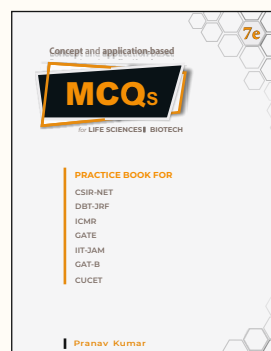 7e
Concept and application-based
MCQs
for LIFE SCIENCES | BIOTECH
PRACTICE BOOK FOR
CSIR-NET
DBT-JRF
ICMR
GATE
IIT-JAM
GAT-B
CUCET
Pranav Kumar